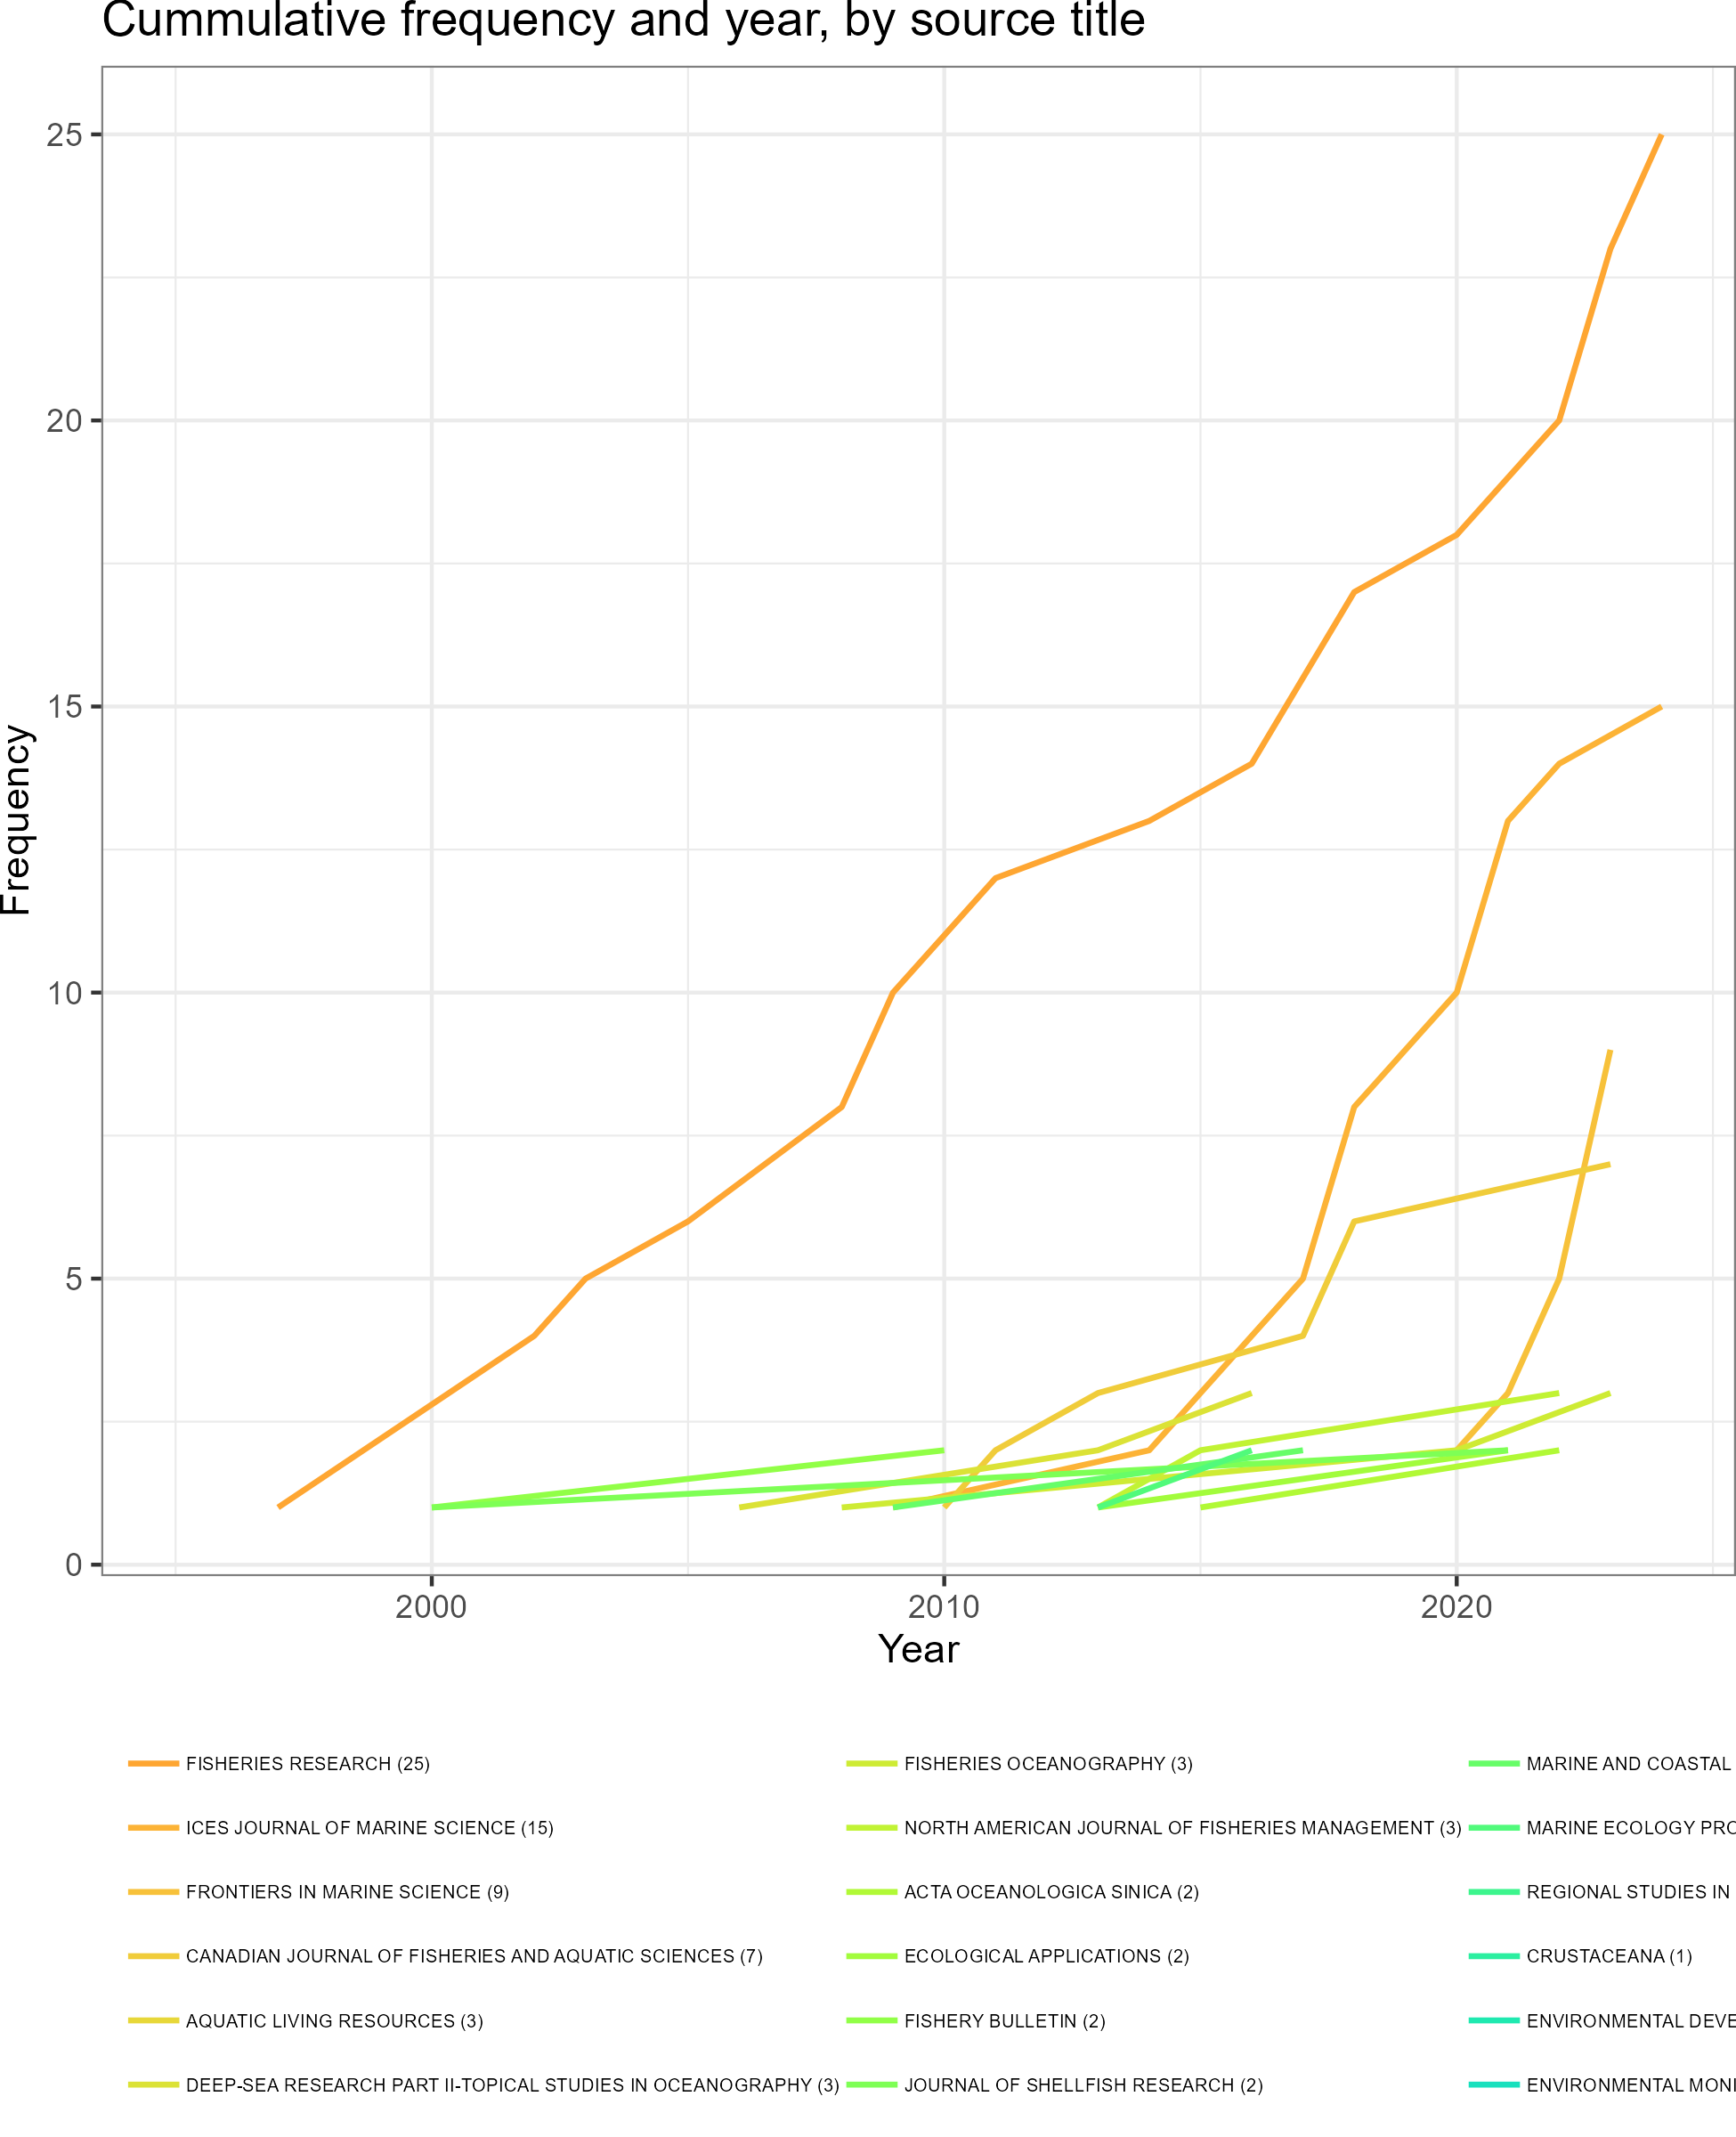 Cummulative frequency and year, by source title
25
20
15
10
5
0
Frequency
2000 2010 2020
Year
FISHERIES RESEARCH (25)
ICES JOURNAL OF MARINE SCIENCE (15)
FRONTIERS IN MARINE SCIENCE (9)
CANADIAN JOURNAL OF FISHERIES AND AQUATIC SCIENCES (7)
AQUATIC LIVING RESOURCES (3)
DEEP-SEA RESEARCH PART II-TOPICAL STUDIES IN OCEANOGRAPHY (3)
FISHERIES OCEANOGRAPHY (3)
NORTH AMERICAN JOURNAL OF FISHERIES MANAGEMENT (3)
ACTA OCEANOLOGICA SINICA (2)
ECOLOGICAL APPLICATIONS (2)
FISHERY BULLETIN (2)
JOURNAL OF SHELLFISH RESEARCH (2)
MARINE AND COASTAL
MARINE ECOLOGY
REGIONAL STUDIES IN
CRUSTACEANA (1)
ENVIRONMENTAL
ENVIRONMENTAL